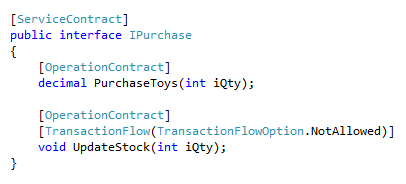 [ServiceContract]
public interface IPurchase
{
    [OperationContract]
    decimal PurchaseToys(int iQty);

    [OperationContract]
    [TransactionFlow(TransactionFlowOption.NotAllowed)]
    void UpdateStock(int iQty);
}